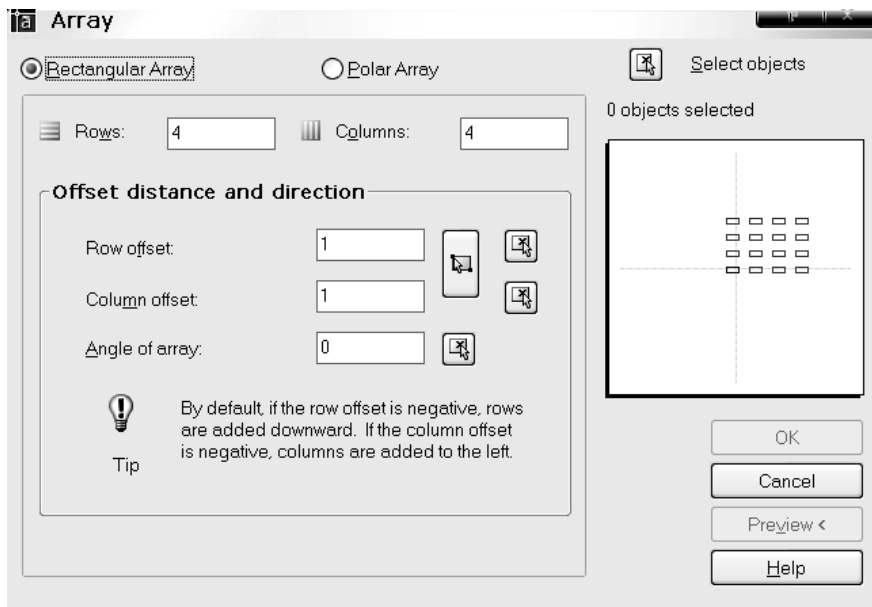 Array
Rectangular Array Polar Array Select objects
0 objects selected
Rows: 4 Columns: 4
Offset distance and direction
Row offset: 1
Column offset: 1
Angle of array: 0
By default, if the row offset is negative, rows
are added downward. If the column offset
is negative, columns are added to the left.
Tip
OK
Cancel
Preview <
Help